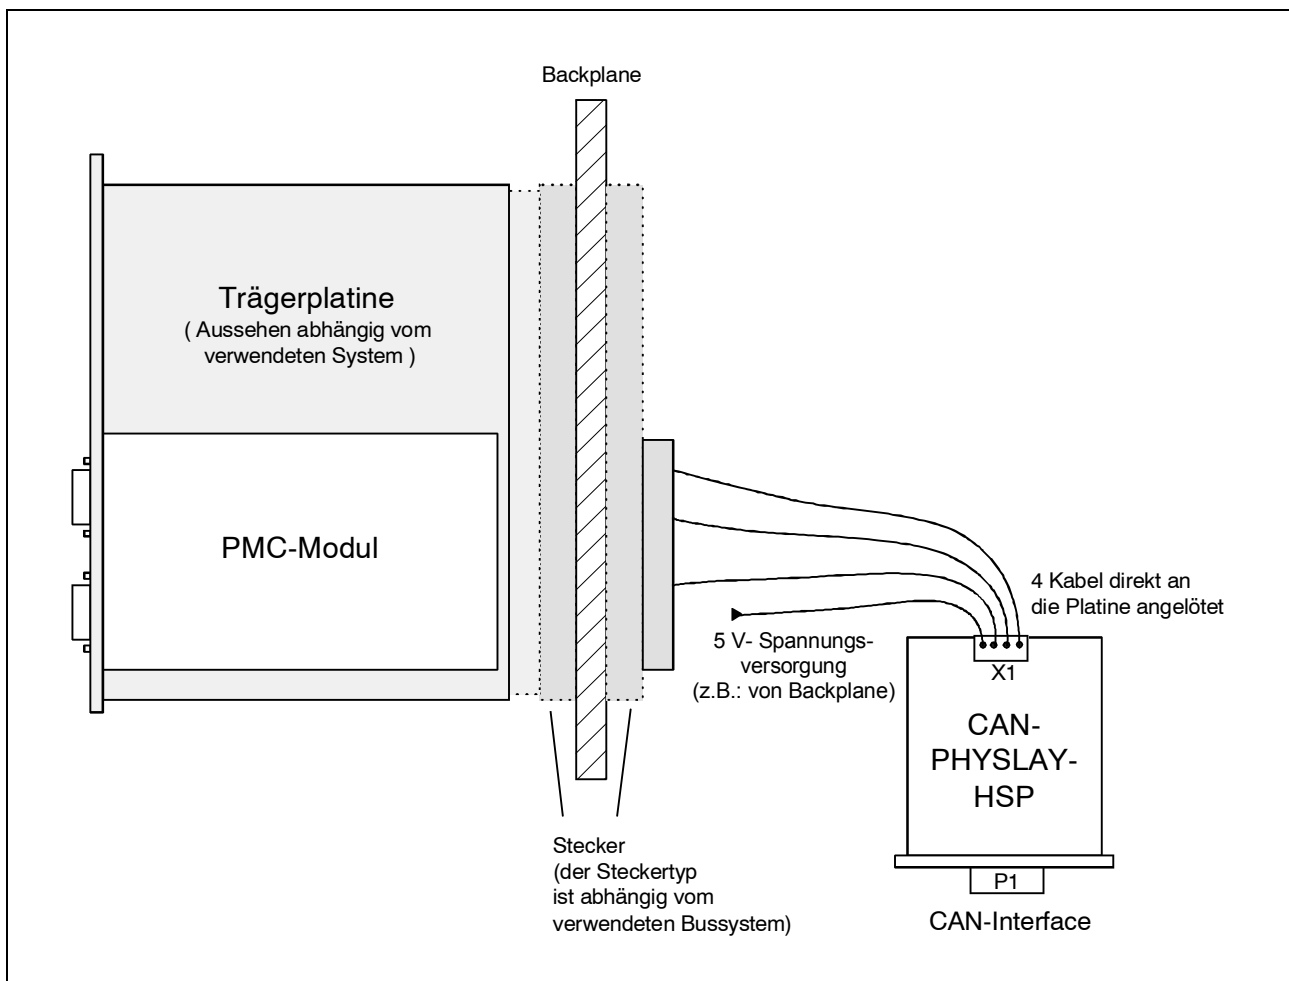 Backplane
Trägerplatine
( Aussehen abhängig vom
verwendeten System )
PMC-Modul
4 Kabel direkt an
die Platine angelötet
5 V- Spannungs-
versorgung
(z.B.: von Backplane)
X1
CAN-
PHYSLAY-
HSP
Stecker
(der Steckertyp
ist abhängig vom
verwendeten Bussystem)
P1
CAN-Interface